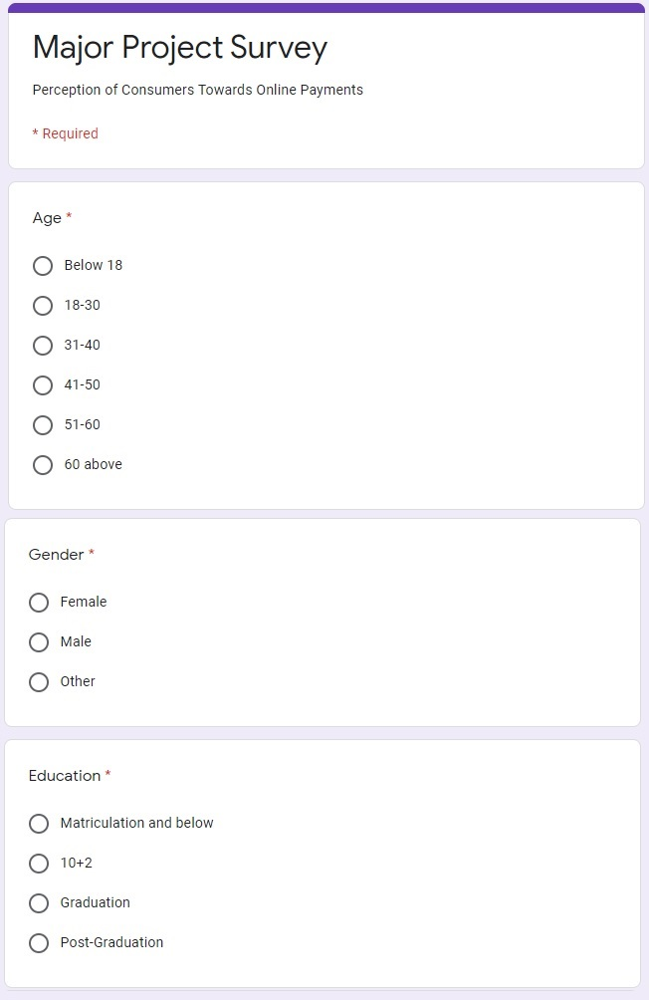 Major Project Survey
Perception of Consumers Towards Online Payments
* Required
Age *
Below 18
18-30
31-40
41-50
51-60
60 above
Gender *
Female
Male
Other
Education *
Matriculation and below
10+2
Graduation
Post-Graduation